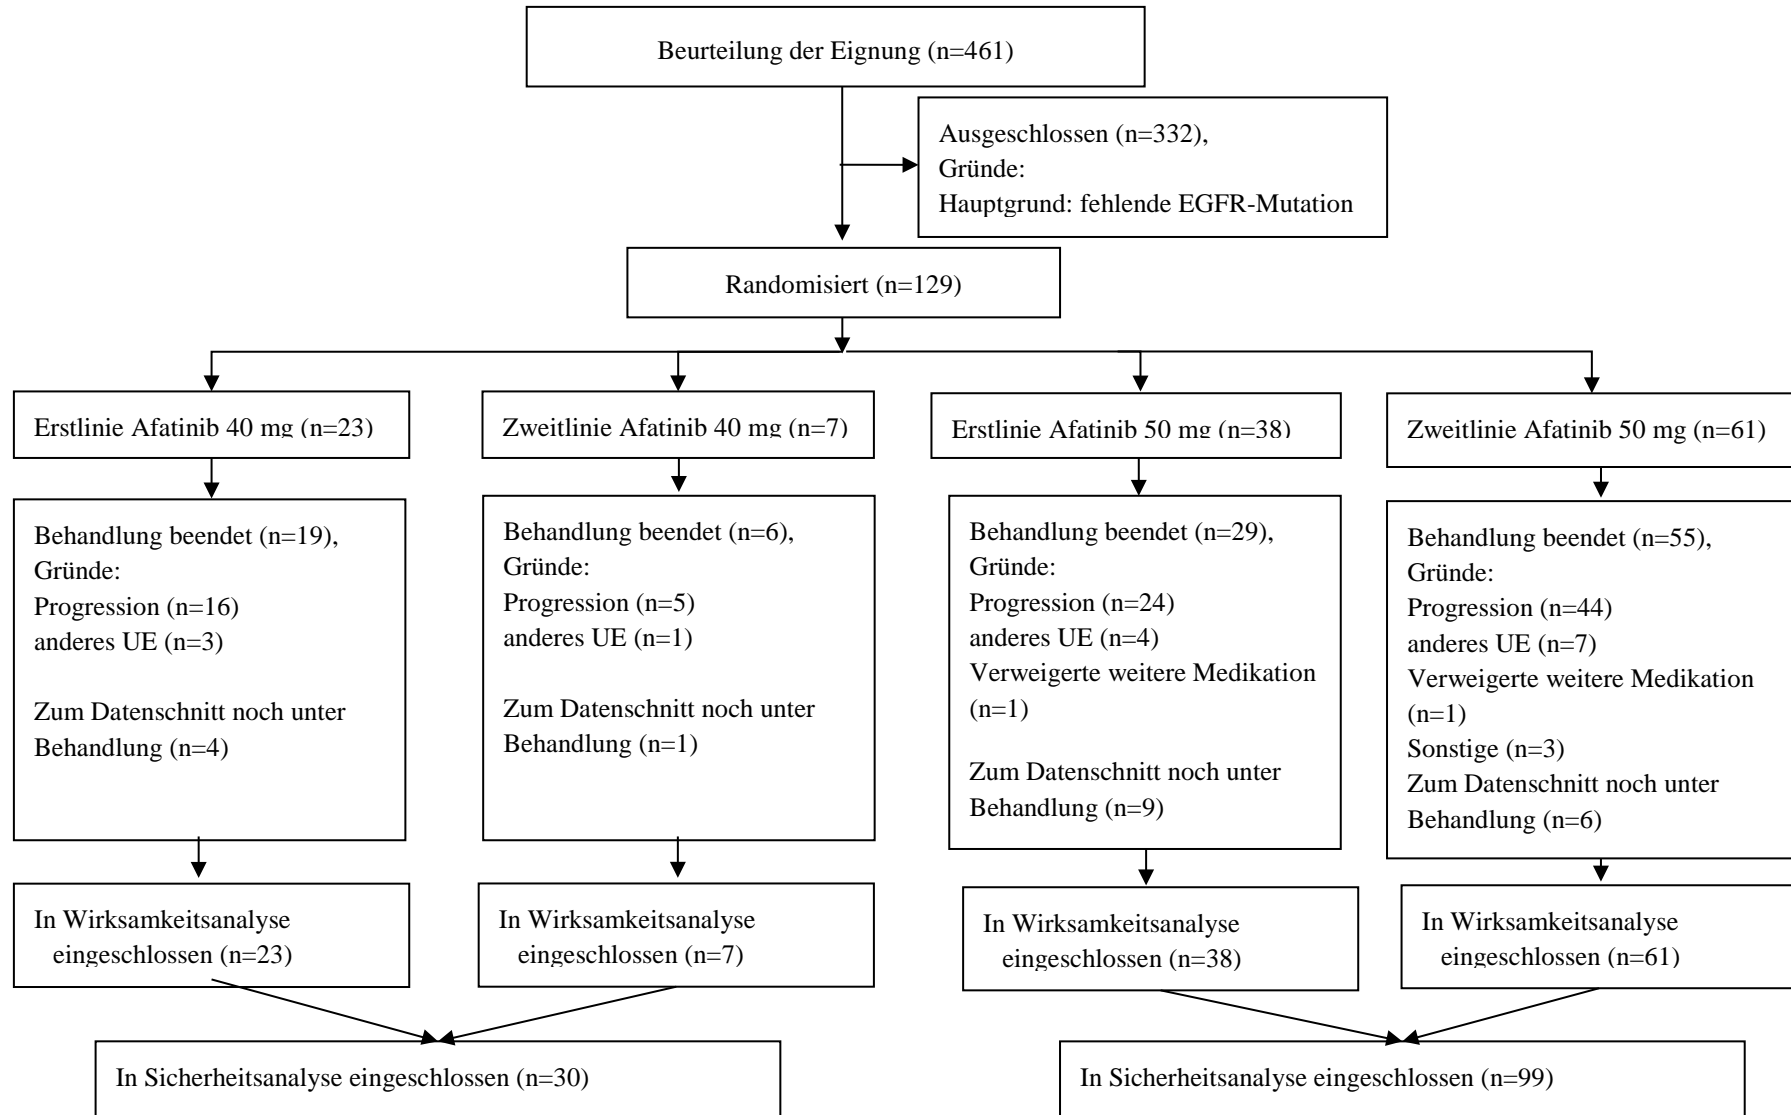 Beurteilung der Eignung (n=461)
Ausgeschlossen (n=332),
Gründe:
Hauptgrund: fehlende EGFR-Mutation
Randomisiert (n=129)
Erstlinie Afatinib 40 mg (n=23)
Zweitlinie Afatinib 40 mg (n=7)
Erstlinie Afatinib 50 mg (n=38)
Zweitlinie Afatinib 50 mg (n=61)
Behandlung beendet (n=19),
Gründe:
Progression (n=16)
anderes UE (n=3)
Zum Datenschnitt noch unter
Behandlung (n=4)
Behandlung beendet (n=6),
Gründe:
Progression (n=5)
anderes UE (n=1)
Zum Datenschnitt noch unter
Behandlung (n=1)
Behandlung beendet (n=29),
Gründe:
Progression (n=24)
anderes UE (n=4)
Verweigerte weitere Medikation
(n=1)
Zum Datenschnitt noch unter
Behandlung (n=9)
Behandlung beendet (n=55),
Gründe:
Progression (n=44)
anderes UE (n=7)
Verweigerte weitere Medikation
(n=1)
Sonstige (n=3)
Zum Datenschnitt noch unter
Behandlung (n=6)
In Wirksamkeitsanalyse
eingeschlossen (n=23)
In Wirksamkeitsanalyse
eingeschlossen (n=7)
In Wirksamkeitsanalyse
eingeschlossen (n=38)
In Wirksamkeitsanalyse
eingeschlossen (n=61)
In Sicherheitsanalyse eingeschlossen (n=30)
In Sicherheitsanalyse eingeschlossen (n=99)